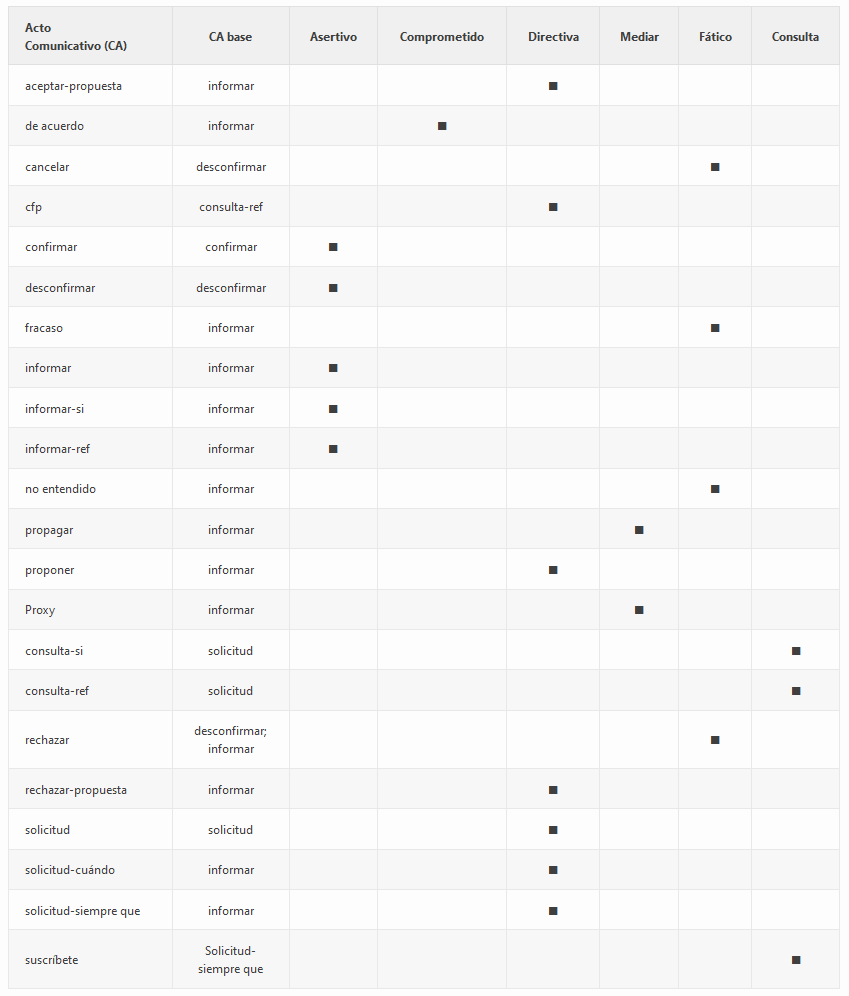 Acto
Comunicativo (CA) CA base Asertivo Comprometido Directiva Mediar Fático Consulta
aceptar-propuesta informar ■
de acuerdo informar ■
cancelar desconfirmar ■
cfp consulta-ref ■
confirmar confirmar ■
desconfirmar desconfirmar ■
fracaso informar ■
informar informar ■
informar-si informar ■
informar-ref informar ■
no entendido informar ■
propagar informar ■
proponer informar ■
Proxy informar ■
consulta-si solicitud ■
consulta-ref solicitud ■
rechazar desconfirmar;
informar ■
rechazar-propuesta informar ■
solicitud solicitud ■
solicitud-cuándo informar ■
solicitud-siempre que informar ■
suscríbete Solicitud-
siempre que ■